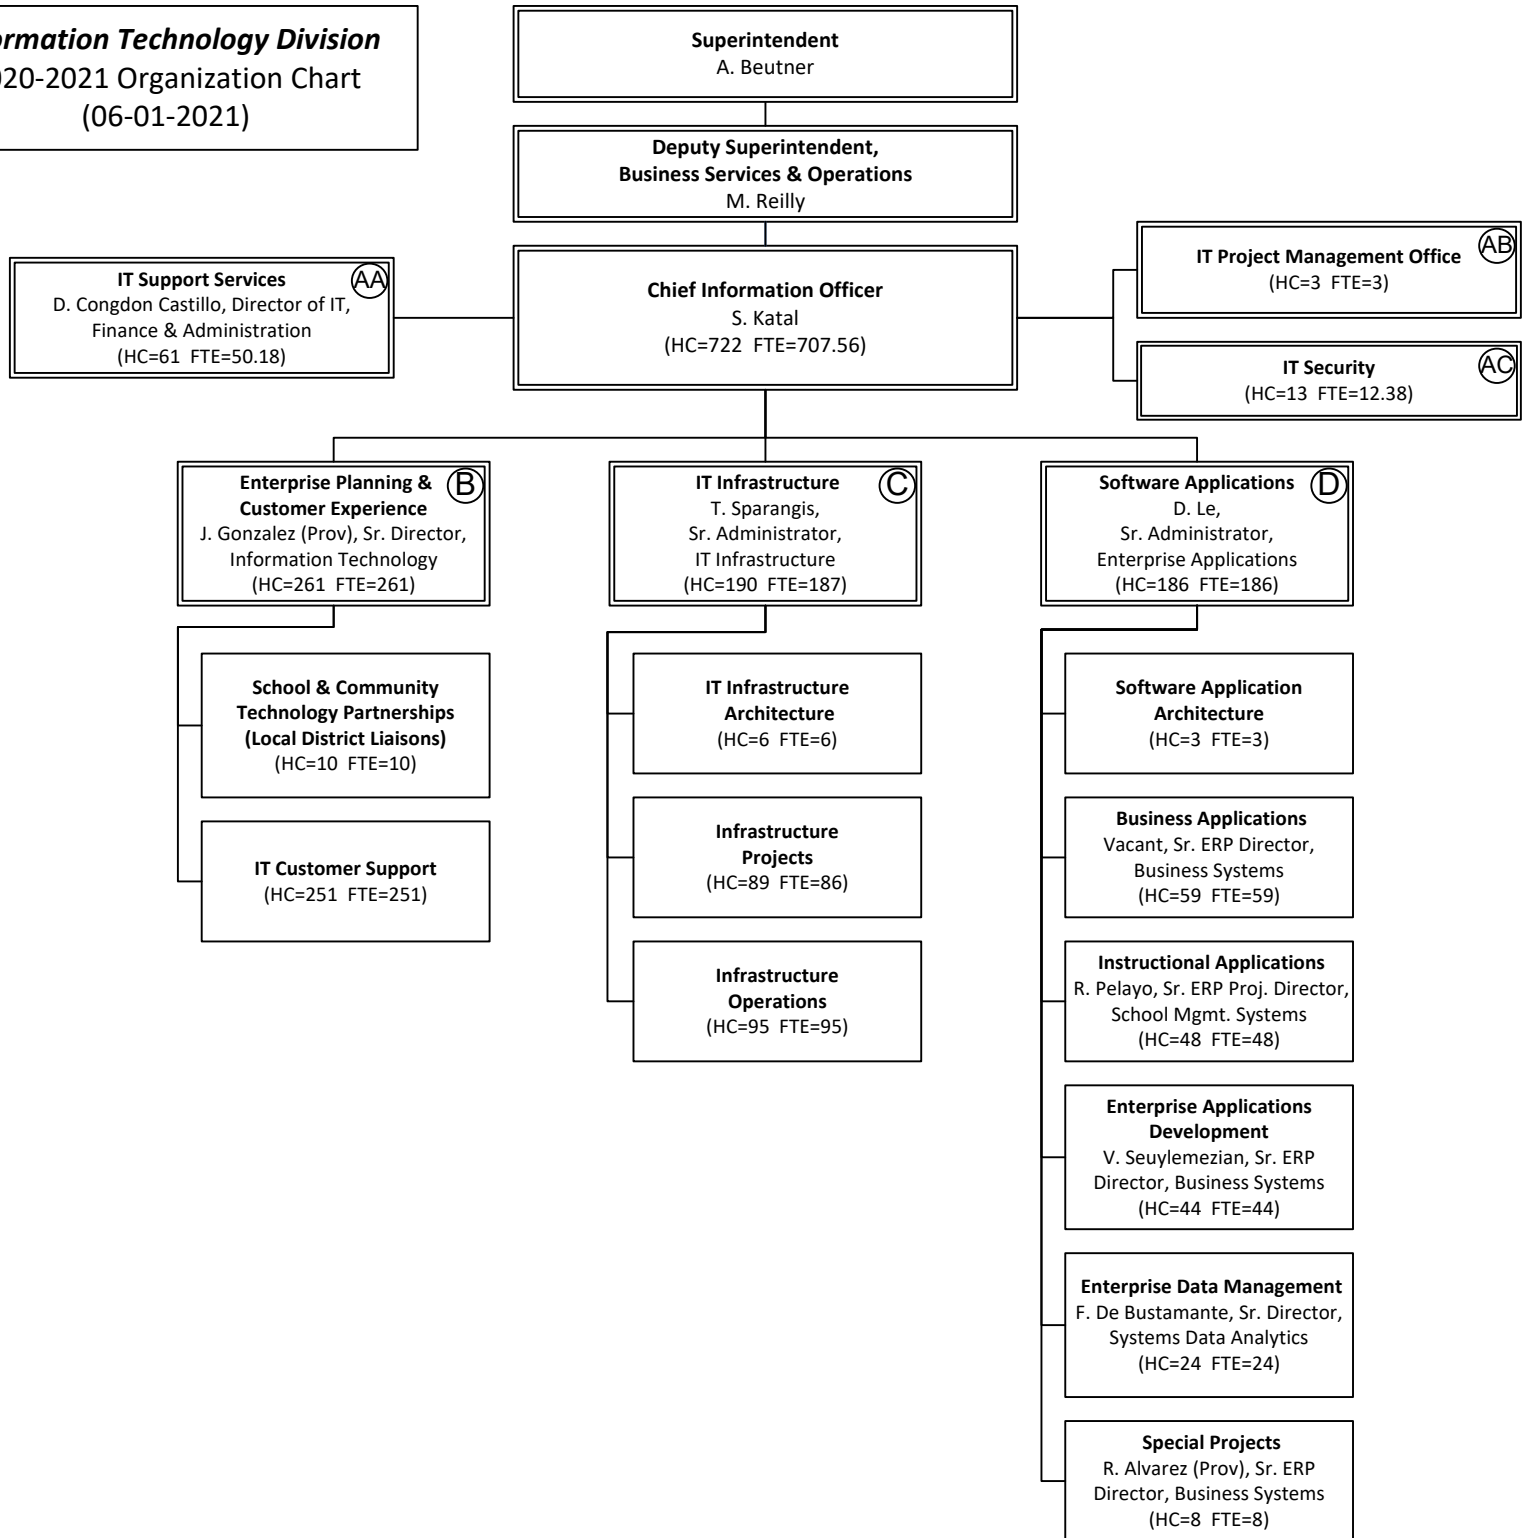 ormation Technology Division
020-2021 Organization Chart
(06-01-2021)
Superintendent
A. Beutner
Deputy Superintendent,
Business Services & Operations
M. Reilly
Chief Information Officer
S. Katal
(HC=722 FTE=707.56)
IT Support Services
AA
D. Congdon Castillo, Director of IT,
Finance & Administration
(HC=61 FTE=50.18)
IT Project Management Office
AB
(HC=3 FTE=3)
IT Security
AC
(HC=13 FTE=12.38)
Enterprise Planning &
B
Customer Experience
J. Gonzalez (Prov), Sr. Director,
Information Technology
(HC=261 FTE=261)
School & Community
Technology Partnerships
(Local District Liaisons)
(HC=10 FTE=10)
IT Customer Support
(HC=251 FTE=251)
IT Infrastructure
C
T. Sparangis,
Sr. Administrator,
IT Infrastructure
(HC=190 FTE=187)
IT Infrastructure
Architecture
(HC=6 FTE=6)
Infrastructure
Projects
(HC=89 FTE=86)
Infrastructure
Operations
(HC=95 FTE=95)
Software Applications
D
D. Le,
Sr. Administrator,
Enterprise Applications
(HC=186 FTE=186)
Software Application
Architecture
(HC=3 FTE=3)
Business Applications
Vacant, Sr. ERP Director,
Business Systems
(HC=59 FTE=59)
Instructional Applications
R. Pelayo, Sr. ERP Proj. Director,
School Mgmt. Systems
(HC=48 FTE=48)
Enterprise Applications
Development
V. Seuylemezian, Sr. ERP
Director, Business Systems
(HC=44 FTE=44)
Enterprise Data Management
F. De Bustamante, Sr. Director,
Systems Data Analytics
(HC=24 FTE=24)
Special Projects
R. Alvarez (Prov), Sr. ERP
Director, Business Systems
(HC=8 FTE=8)